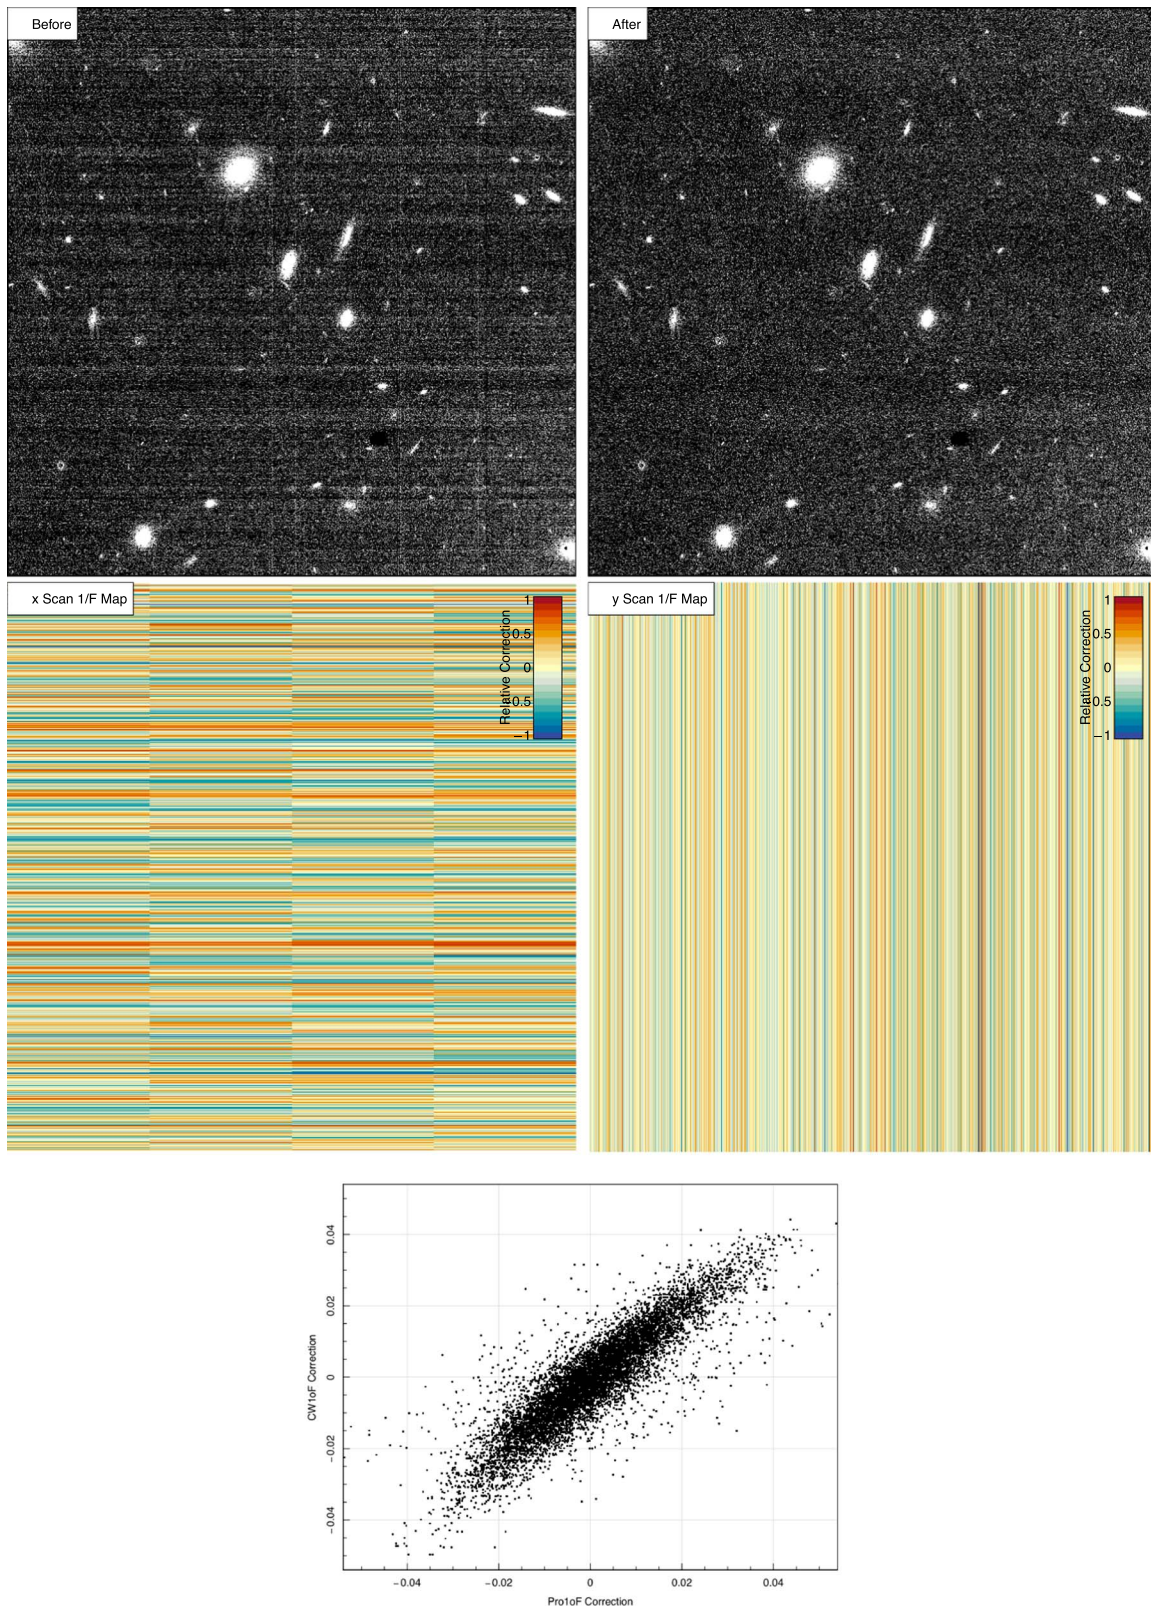 Before
After
x Scan 1/F Map
1
0.5
0
0.5
−1
Relative Correction
y Scan 1/F Map
1
0.5
0
0.5
−1
Relative Correction
0.04
0.02
0
−0.02
−0.04
CW1oF Correction
−0.04
−0.02
0
0.02
0.04
Pro1oF Correction